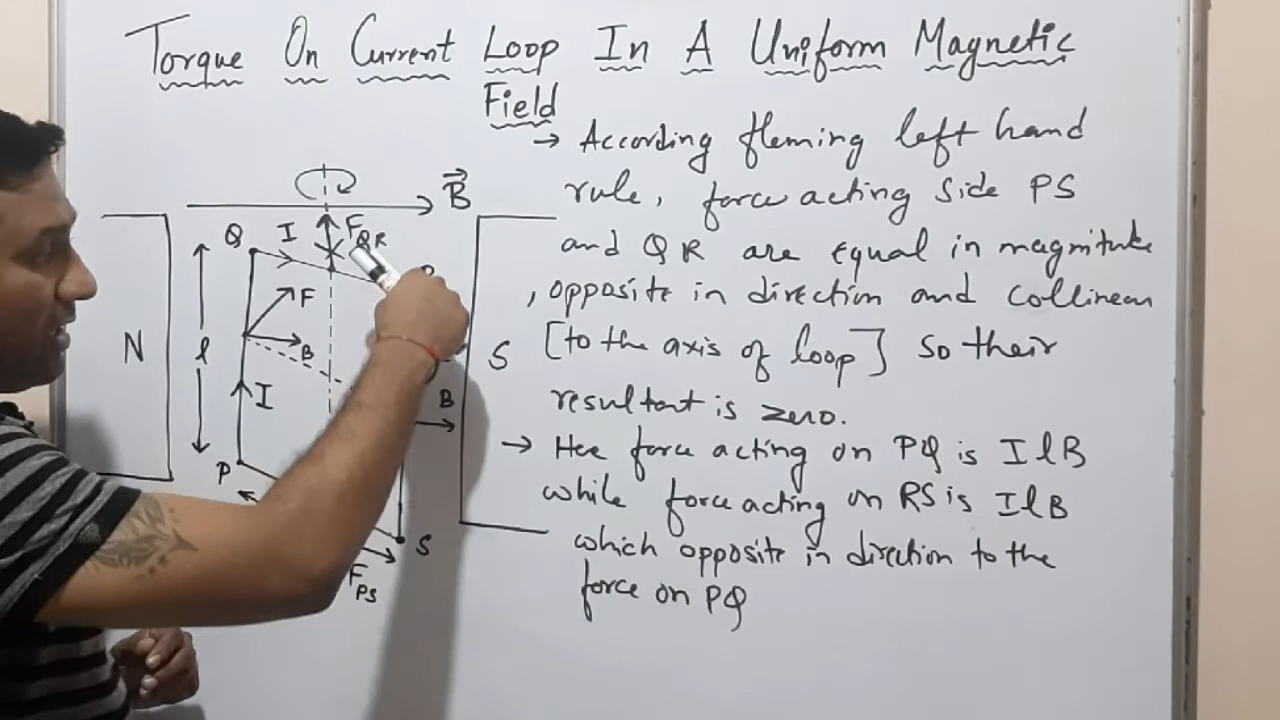 Torque On Current Loop In A Uniform Magnetic
Field
→ According fleming left hand
rule, force acting side PS
and QR are equal in magnitude
, opposite in direction and collinear
[to the axis of loop] so their
resultant is zero.
→ Hee force acting on PQ is IlB
while force acting on RS is IlB
which opposite in direction to the
force on PQ
B
Q I F QR
F
N l B S
I B
P
S
F PS